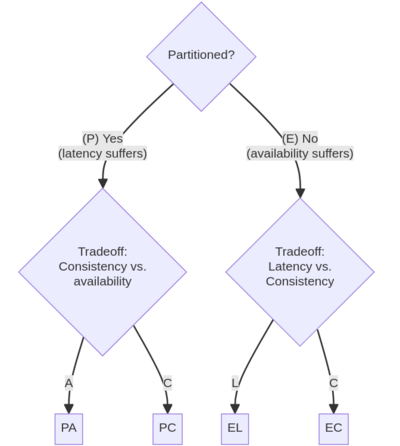 Partitioned?
(P) Yes
(latency suffers)
(E) No
(availability suffers)
Tradeoff:
Consistency vs.
availability
Tradeoff:
Latency vs.
Consistency
A
C
L
C
PA
PC
EL
EC